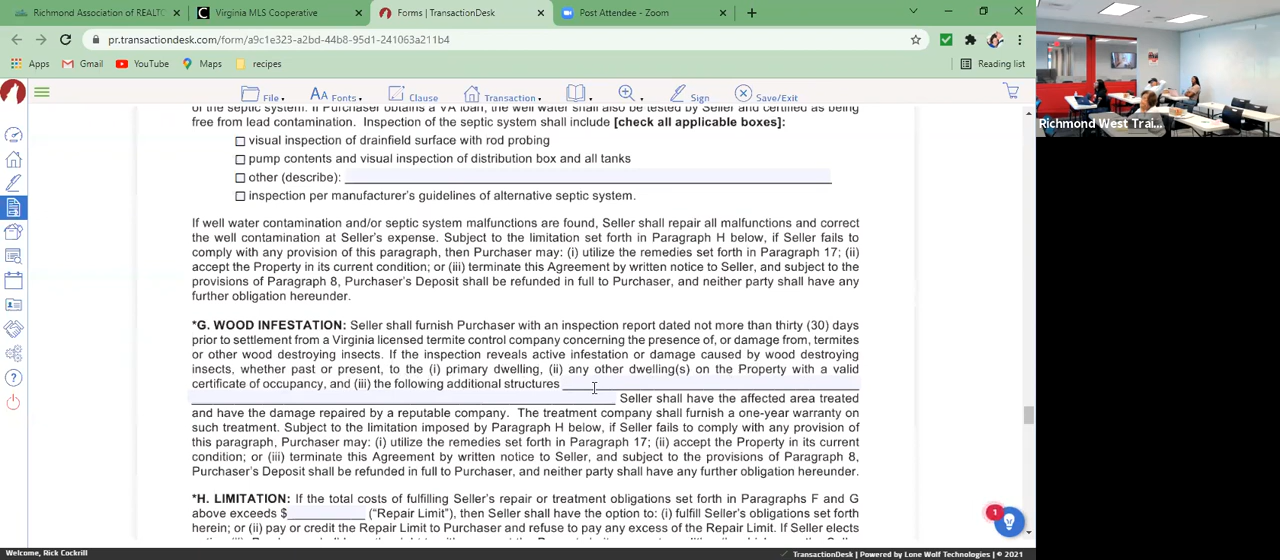 Richmond Association of REALTO
Virginia MLS Cooperative
Forms | TransactionDesk
Post Attendee - Zoom
pr.transactiondesk.com/form/a9c1e323-a2bd-44b8-95d1-241063a211b4
Apps
Gmail
YouTube
Maps
recipes
Reading list
File
Fonts
Clause
Transaction
Sign
Save/Exit
Richmond West Trai...
of the septic system. If Purchaser obtains a VA loan, the well water shall also be tested by Seller and certified as being
free from lead contamination. Inspection of the septic system shall include [check all applicable boxes]:
visual inspection of drainfield surface with rod probing
pump contents and visual inspection of distribution box and all tanks
other (describe):
inspection per manufacturer's guidelines of alternative septic system.
If well water contamination and/or septic system malfunctions are found, Seller shall repair all malfunctions and correct
the well contamination at Seller's expense. Subject to the limitation set forth in Paragraph H below, if Seller fails to
comply with any provision of this paragraph, then Purchaser may: (i) utilize the remedies set forth in Paragraph 17; (ii)
accept the Property in its current condition; or (iii) terminate this Agreement by written notice to Seller, and subject to the
provisions of Paragraph 8, Purchaser's Deposit shall be refunded in full to Purchaser, and neither party shall have any
further obligation hereunder.
*G. WOOD INFESTATION: Seller shall furnish Purchaser with an inspection report dated not more than thirty (30) days
prior to settlement from a Virginia licensed termite control company concerning the presence of, or damage from, termites
or other wood destroying insects. If the inspection reveals active infestation or damage caused by wood destroying
insects, whether past or present, to the (i) primary dwelling, (ii) any other dwelling(s) on the Property with a valid
certificate of occupancy, and (iii) the following additional structures
Seller shall have the affected area treated
and have the damage repaired by a reputable company. The treatment company shall furnish a one-year warranty on
such treatment. Subject to the limitation imposed by Paragraph H below, if Seller fails to comply with any provision of
this paragraph, Purchaser may: (i) utilize the remedies set forth in Paragraph 17; (ii) accept the Property in its current
condition; or (iii) terminate this Agreement by written notice to Seller, and subject to the provisions of Paragraph 8,
Purchaser's Deposit shall be refunded in full to Purchaser, and neither party shall have any further obligation hereunder.
*H. LIMITATION: If the total costs of fulfilling Seller's repair or treatment obligations set forth in Paragraphs F and G
above exceeds $ ("Repair Limit"), then Seller shall have the option to: (i) fulfill Seller's obligations set forth
herein; or (ii) pay or credit the Repair Limit to Purchaser and refuse to pay any excess of the Repair Limit. If Seller elects
1
Welcome, Rick Cockrill
TransactionDesk | Powered by Lone Wolf Technologies | © 2021